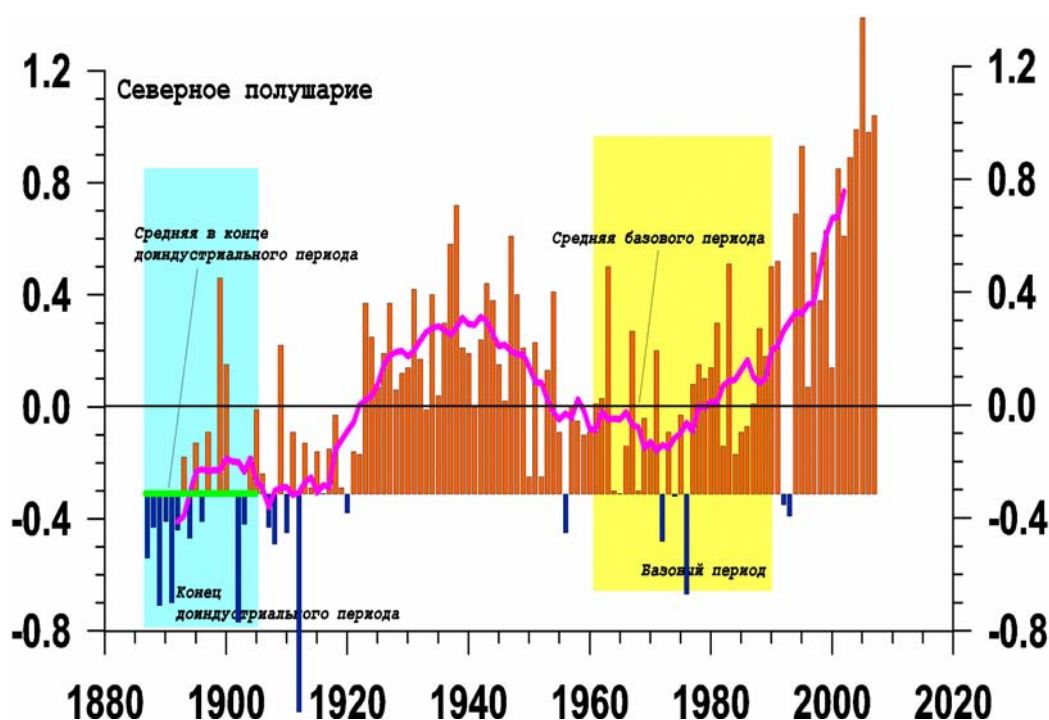 Северное полушарие
1.2
0.8
0.4
0.0
-0.4
-0.8
1.2
0.8
0.4
0.0
-0.4
-0.8
Средняя в конце
доиндустриального периода
Средняя базового периода
Базовый период
Конец
доиндустриального периода
1880 1900 1920 1940 1960 1980 2000 2020